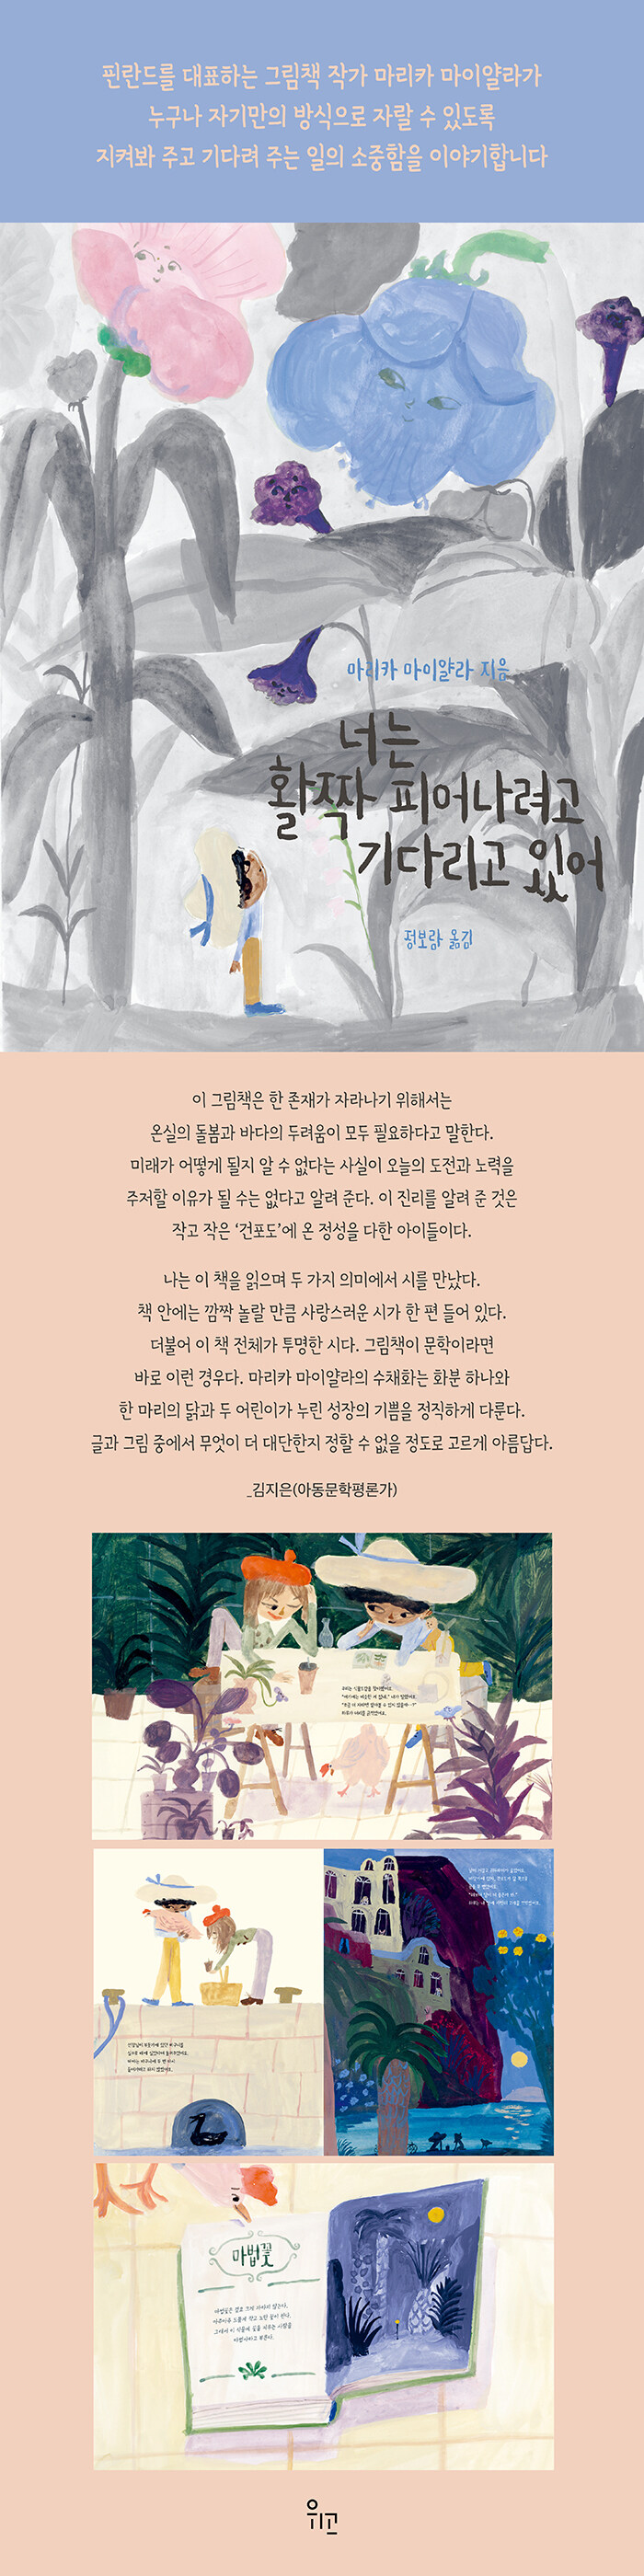 핀란드를 대표하는 그림책 작가 마리카 마이얄라가
누구나 자기만의 방식으로 자랄 수 있도록
지켜봐 주고 기다려 주는 일의 소중함을 이야기합니다
마리카 마이얄라 지음
너는
활짝 피어나려고
기다리고 있어
정보람 옮김
이 그림책은 한 존재가 자라나기 위해서는
온실의 돌봄과 바다의 두려움이 모두 필요하다고 말한다.
미래가 어떻게 될지 알 수 없다는 사실이 오늘의 도전과 노력을
주저할 이유가 될 수는 없다고 알려 준다. 이 진리를 알려 준 것은
작고 작은 ‘건포도’에 온 정성을 다한 아이들이다.
나는 이 책을 읽으며 두 가지 의미에서 시를 만났다.
책 안에는 깜짝 놀랄 만큼 사랑스러운 시가 한 편 들어 있다.
더불어 이 책 전체가 투명한 시다. 그림책이 문학이라면
바로 이런 경우다. 마리카 마이얄라의 수채화는 화분 하나와
한 마리의 닭과 두 어린이가 누린 성장의 기쁨을 정직하게 다룬다.
글과 그림 중에서 무엇이 더 대단한지 정할 수 없을 정도로 고르게 아름답다.
_김지은(아동문학평론가)
마법꽃
위고